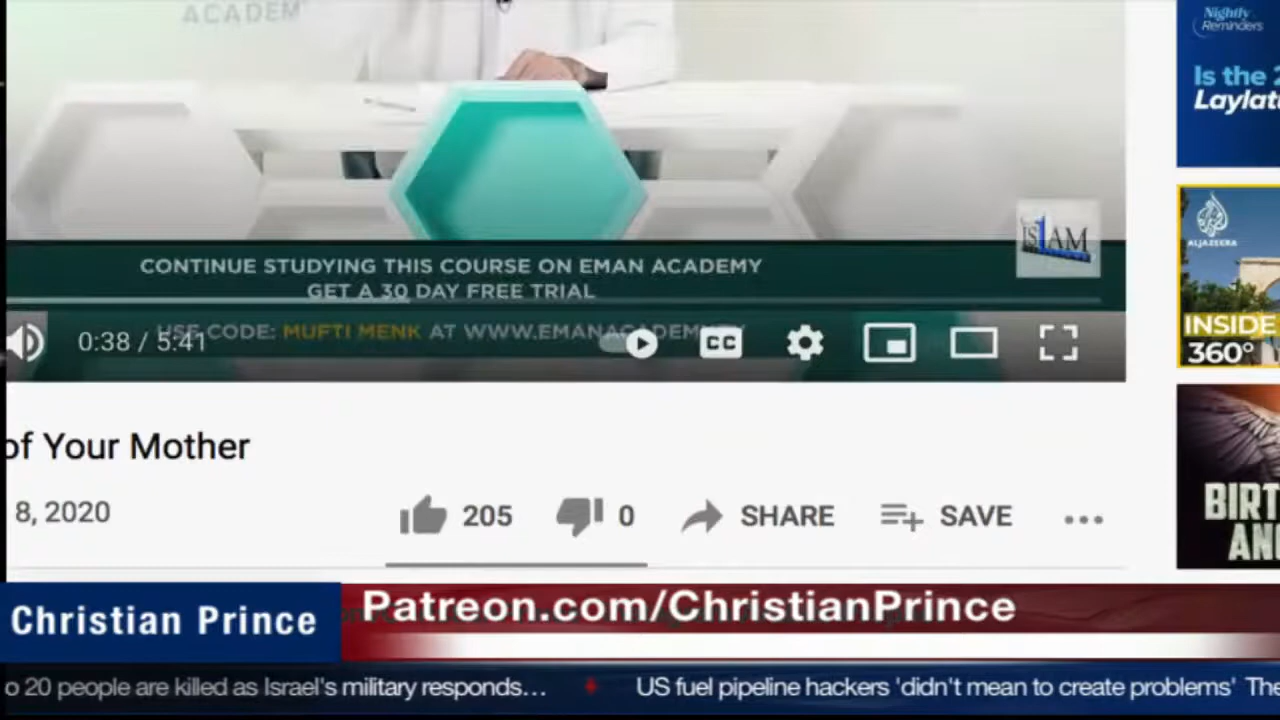 ACADEM
Nightly
Reminders
Is the 2
Laylat
ISLAM
CONTINUE STUDYING THIS COURSE ON EMAN ACADEMY
GET A 30 DAY FREE TRIAL
USE CODE: MUFTI MENK AT WWW.EMANACADEMY
0:38 / 5:41
CC
ALJAZEERA
INSIDE
360°
of Your Mother
8, 2020
205
0
SHARE
SAVE
BIRT
AND
Christian Prince
Patreon.com/ChristianPrince
o 20 people are killed as Israel's military responds...
US fuel pipeline hackers 'didn't mean to create problems' The